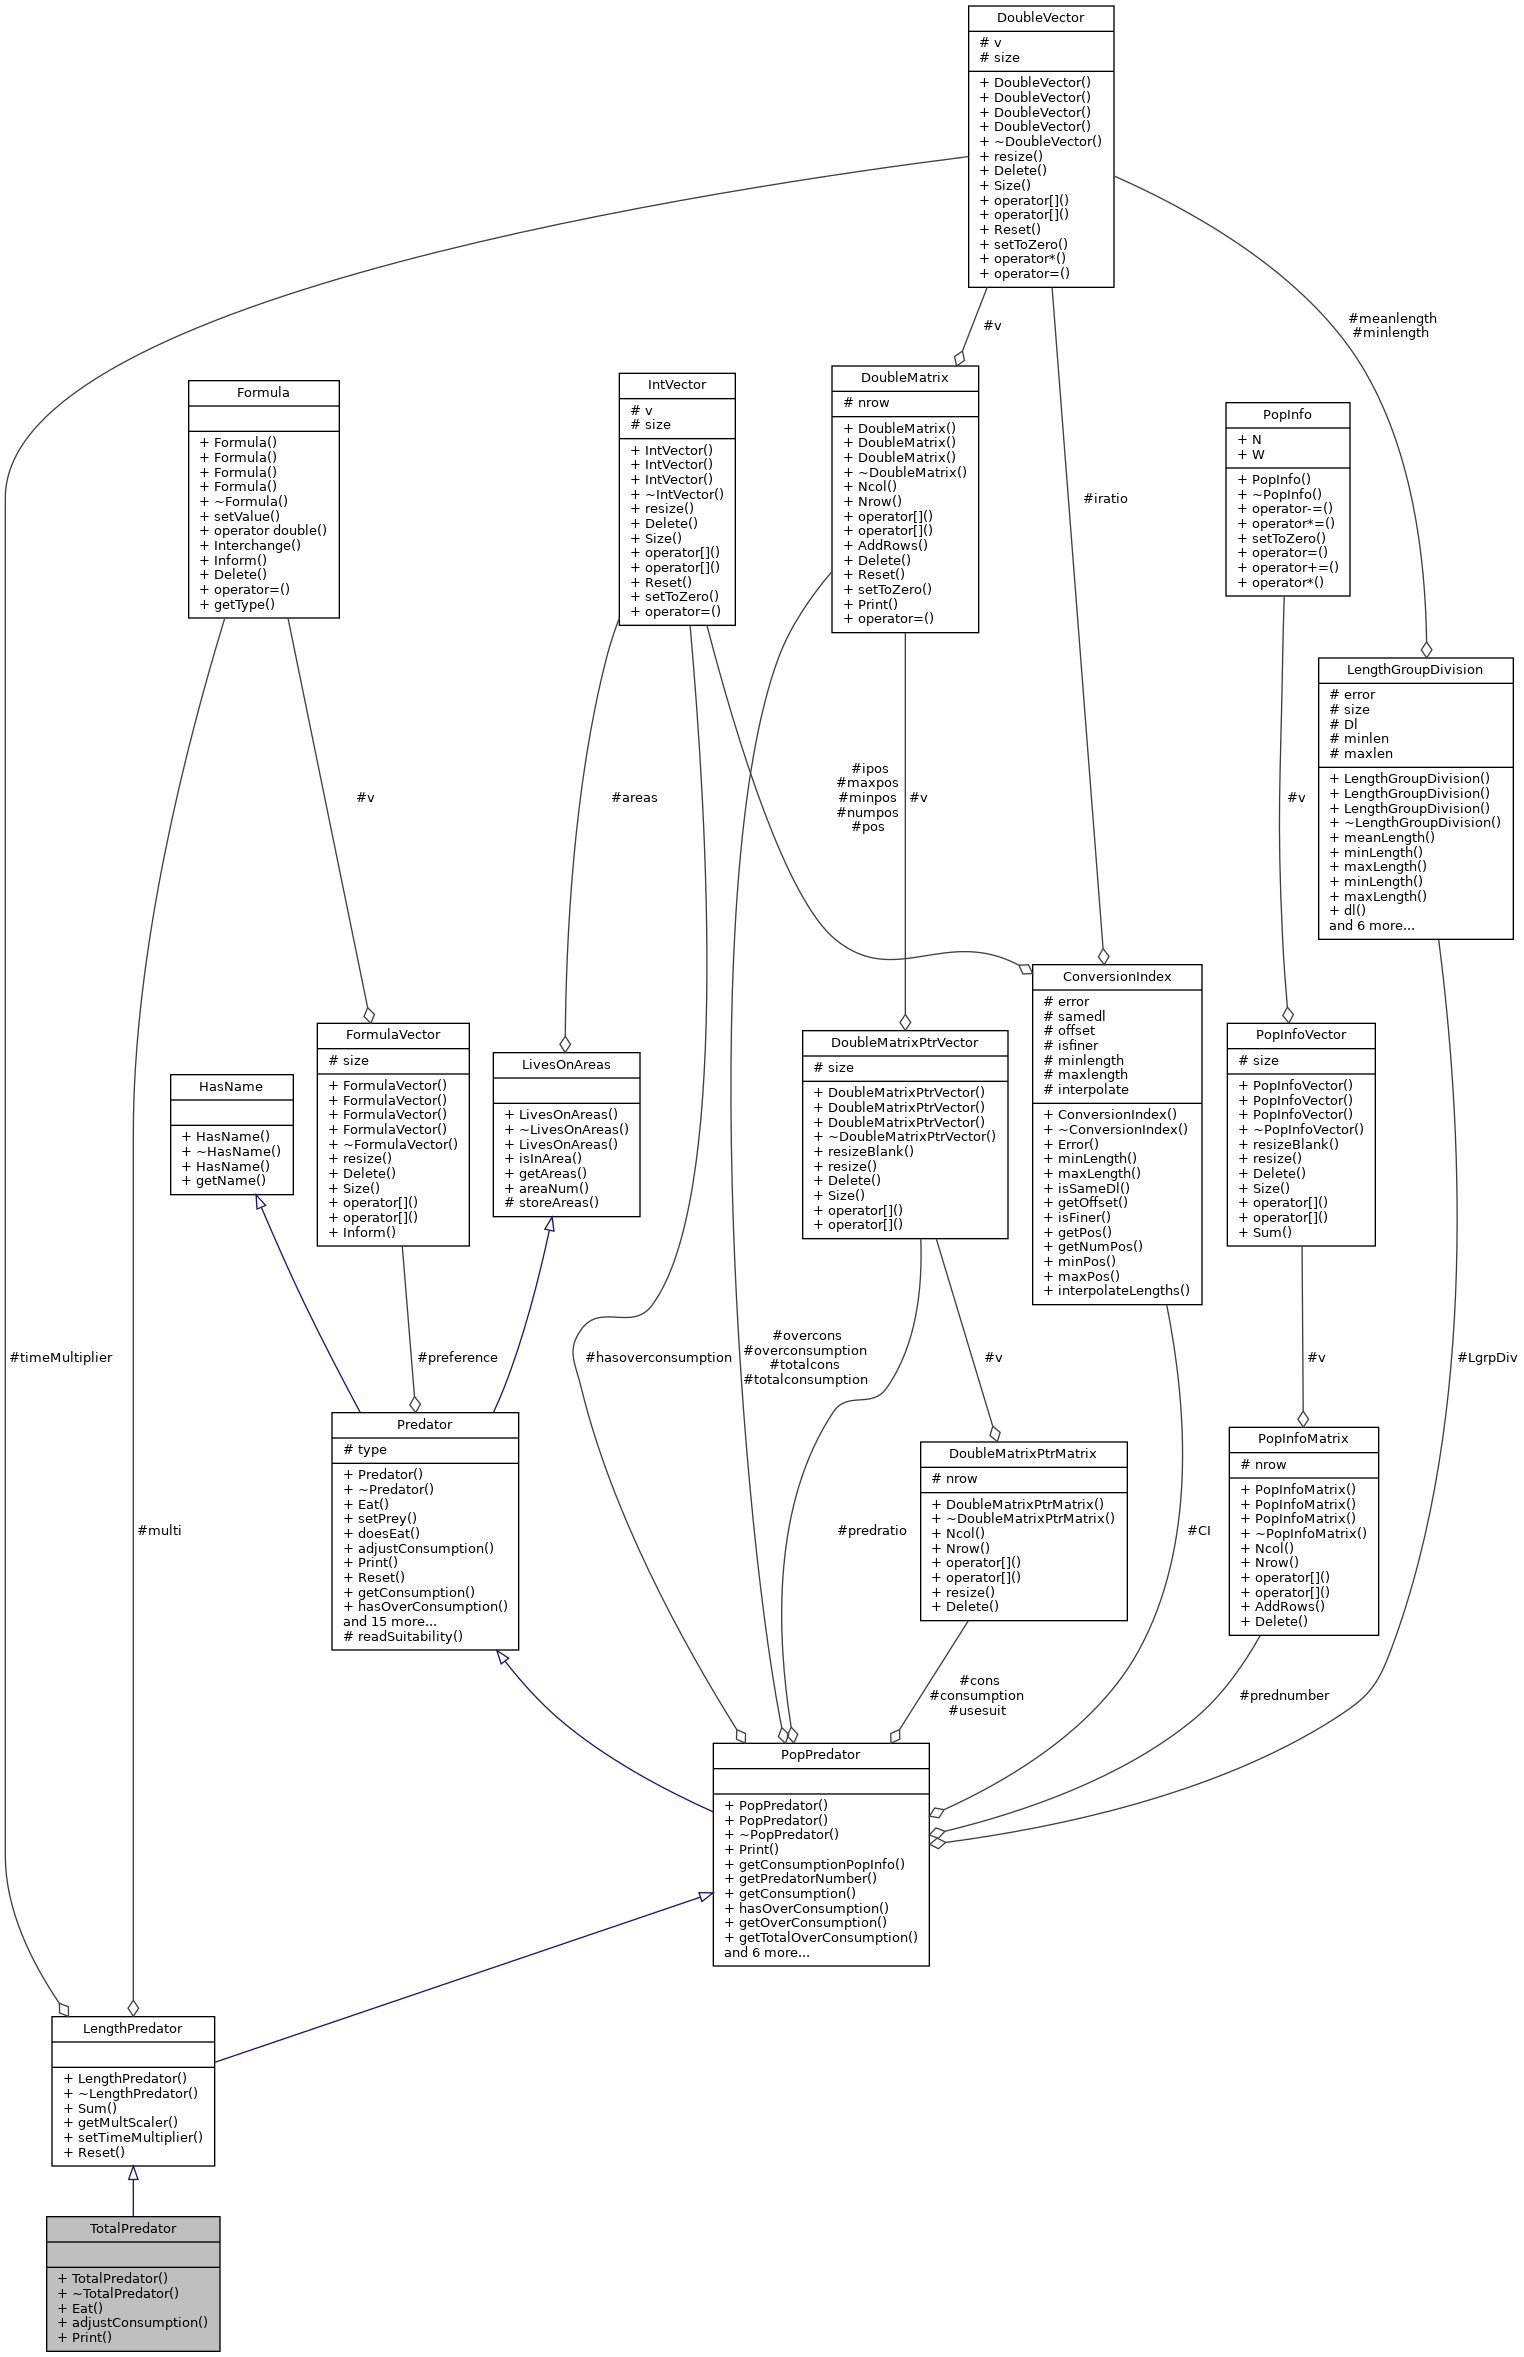 DoubleVector
# v
# size
+ DoubleVector()
+ DoubleVector()
+ DoubleVector()
+ DoubleVector()
+ ~DoubleVector()
+ resize()
+ Delete()
+ Size()
+ operator[]()
+ operator[]()
+ Reset()
+ setToZero()
+ operator*()
+ operator=()
#v
#meanlength
#minlength
Formula
+ Formula()
+ Formula()
+ Formula()
+ Formula()
+ ~Formula()
+ setValue()
+ operator double()
+ Interchange()
+ Inform()
+ Delete()
+ operator=()
+ getType()
IntVector
# v
# size
+ IntVector()
+ IntVector()
+ IntVector()
+ ~IntVector()
+ resize()
+ Delete()
+ Size()
+ operator[]()
+ operator[]()
+ Reset()
+ setToZero()
+ operator=()
DoubleMatrix
# nrow
+ DoubleMatrix()
+ DoubleMatrix()
+ DoubleMatrix()
+ ~DoubleMatrix()
+ Ncol()
+ Nrow()
+ operator[]()
+ operator[]()
+ AddRows()
+ Delete()
+ Reset()
+ setToZero()
+ Print()
+ operator=()
#iratio
PopInfo
+ N
+ W
+ PopInfo()
+ ~PopInfo()
+ operator-=()
+ operator*=()
+ setToZero()
+ operator=()
+ operator+=()
+ operator*()
LengthGroupDivision
# error
# size
# Dl
# minlen
# maxlen
+ LengthGroupDivision()
+ LengthGroupDivision()
+ LengthGroupDivision()
+ ~LengthGroupDivision()
+ meanLength()
+ minLength()
+ maxLength()
+ minLength()
+ maxLength()
+ dl()
and 6 more...
#v
#areas
#ipos
#maxpos
#minpos
#numpos
#pos
#v
#v
HasName
+ HasName()
+ ~HasName()
+ HasName()
+ getName()
FormulaVector
# size
+ FormulaVector()
+ FormulaVector()
+ FormulaVector()
+ FormulaVector()
+ ~FormulaVector()
+ resize()
+ Delete()
+ Size()
+ operator[]()
+ operator[]()
+ Inform()
LivesOnAreas
+ LivesOnAreas()
+ ~LivesOnAreas()
+ LivesOnAreas()
+ isInArea()
+ getAreas()
+ areaNum()
# storeAreas()
DoubleMatrixPtrVector
# size
+ DoubleMatrixPtrVector()
+ DoubleMatrixPtrVector()
+ DoubleMatrixPtrVector()
+ ~DoubleMatrixPtrVector()
+ resizeBlank()
+ resize()
+ Delete()
+ Size()
+ operator[]()
+ operator[]()
ConversionIndex
# error
# samedl
# offset
# isfiner
# minlength
# maxlength
# interpolate
+ ConversionIndex()
+ ~ConversionIndex()
+ Error()
+ minLength()
+ maxLength()
+ isSameDl()
+ getOffset()
+ isFiner()
+ getPos()
+ getNumPos()
+ minPos()
+ maxPos()
+ interpolateLengths()
PopInfoVector
# size
+ PopInfoVector()
+ PopInfoVector()
+ PopInfoVector()
+ ~PopInfoVector()
+ resizeBlank()
+ resize()
+ Delete()
+ Size()
+ operator[]()
+ operator[]()
+ Sum()
#timeMultiplier
#preference
#hasoverconsumption
#overcons
#overconsumption
#totalcons
#totalconsumption
#v
#v
#LgrpDiv
Predator
# type
+ Predator()
+ ~Predator()
+ Eat()
+ setPrey()
+ doesEat()
+ adjustConsumption()
+ Print()
+ Reset()
+ getConsumption()
+ hasOverConsumption()
and 15 more...
# readSuitability()
DoubleMatrixPtrMatrix
# nrow
+ DoubleMatrixPtrMatrix()
+ ~DoubleMatrixPtrMatrix()
+ Ncol()
+ Nrow()
+ operator[]()
+ operator[]()
+ resize()
+ Delete()
PopInfoMatrix
# nrow
+ PopInfoMatrix()
+ PopInfoMatrix()
+ PopInfoMatrix()
+ ~PopInfoMatrix()
+ Ncol()
+ Nrow()
+ operator[]()
+ operator[]()
+ AddRows()
+ Delete()
#multi
#predratio
#CI
#cons
#consumption
#usesuit
#prednumber
PopPredator
+ PopPredator()
+ PopPredator()
+ ~PopPredator()
+ Print()
+ getConsumptionPopInfo()
+ getPredatorNumber()
+ getConsumption()
+ hasOverConsumption()
+ getOverConsumption()
+ getTotalOverConsumption()
and 6 more...
LengthPredator
+ LengthPredator()
+ ~LengthPredator()
+ Sum()
+ getMultScaler()
+ setTimeMultiplier()
+ Reset()
TotalPredator
+ TotalPredator()
+ ~TotalPredator()
+ Eat()
+ adjustConsumption()
+ Print()